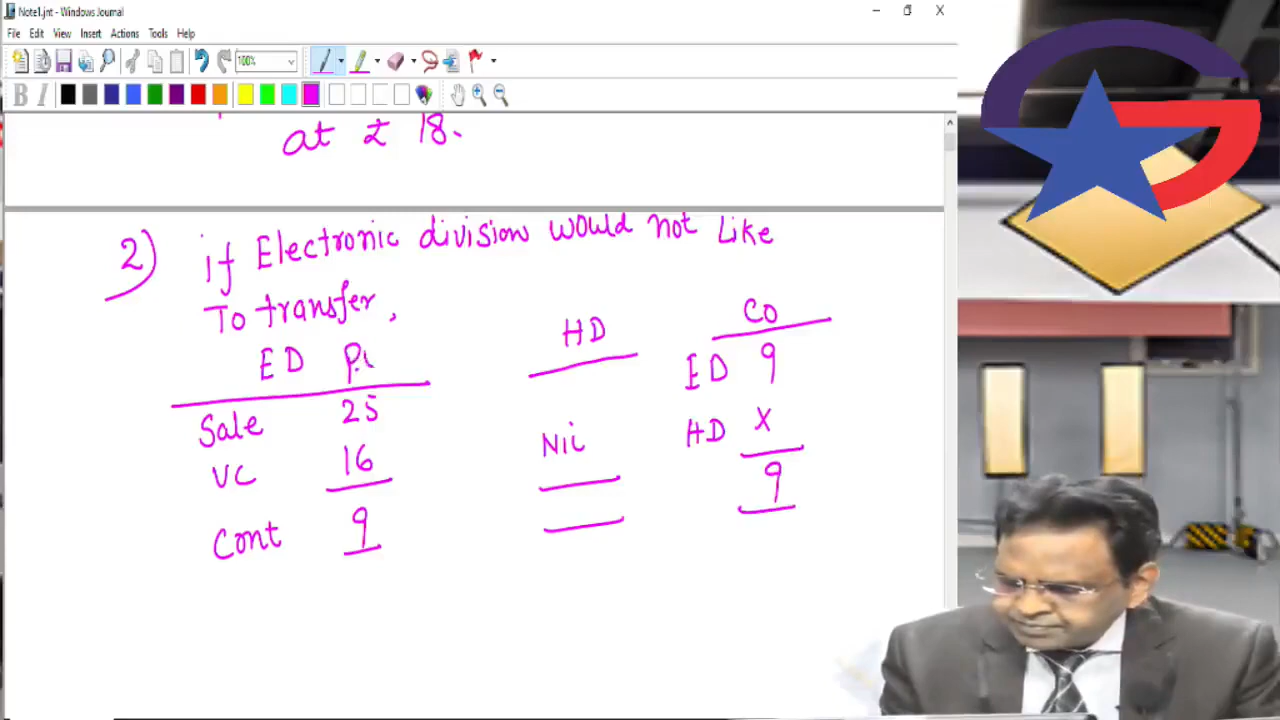 Note1.jnt - Windows Journal
File Edit View Insert Actions Tools Help
100%
B I
at ₹ 18.
2) if Electronic division would not Like
To transfer,
ED P.U HD CO
Sale 25 ED 9
VC 16 Nil HD X
Cont 9 9